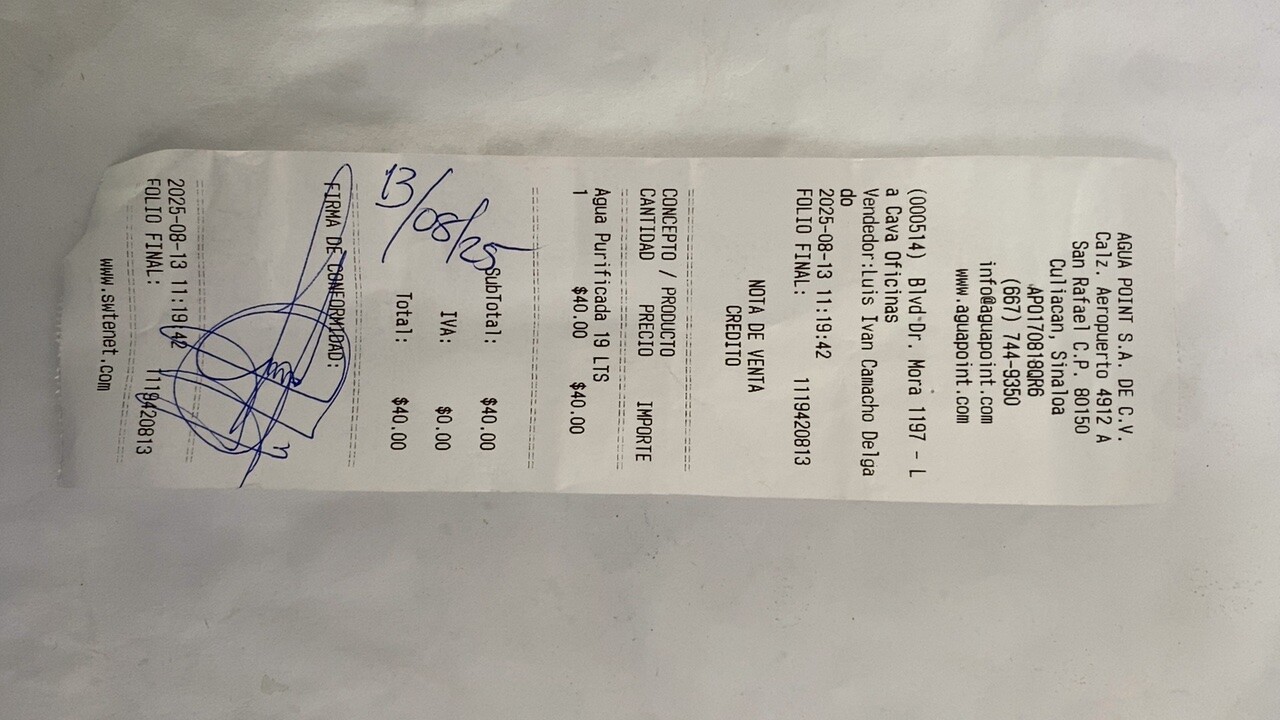 AGUA POINT S.A. DE C.V.
Calz. Aeropuerto 4912 A
San Rafael C.P. 80150
Culiacan, Sinaloa
APO170818QR6
(667) 744-9350
info@aguapoint.com
www.aguapoint.com
(000514) Blvd Dr. Mora 1197 - L
a Cava Oficinas
Vendedor:Luis Ivan Camacho Delga
do
2025-08-13 11:19:42
FOLIO FINAL: 1119420813
NOTA DE VENTA
CREDITO
CONCEPTO / PRODUCTO
CANTIDAD PRECIO IMPORTE
Agua Purificada 19 LTS
1 $40.00 $40.00
SubTotal: $40.00
IVA: $0.00
Total: $40.00
13/08/25
FIRMA DE CONFORMIDAD:
2025-08-13 11:19:42
FOLIO FINAL: 1119420813
www.swtenet.com